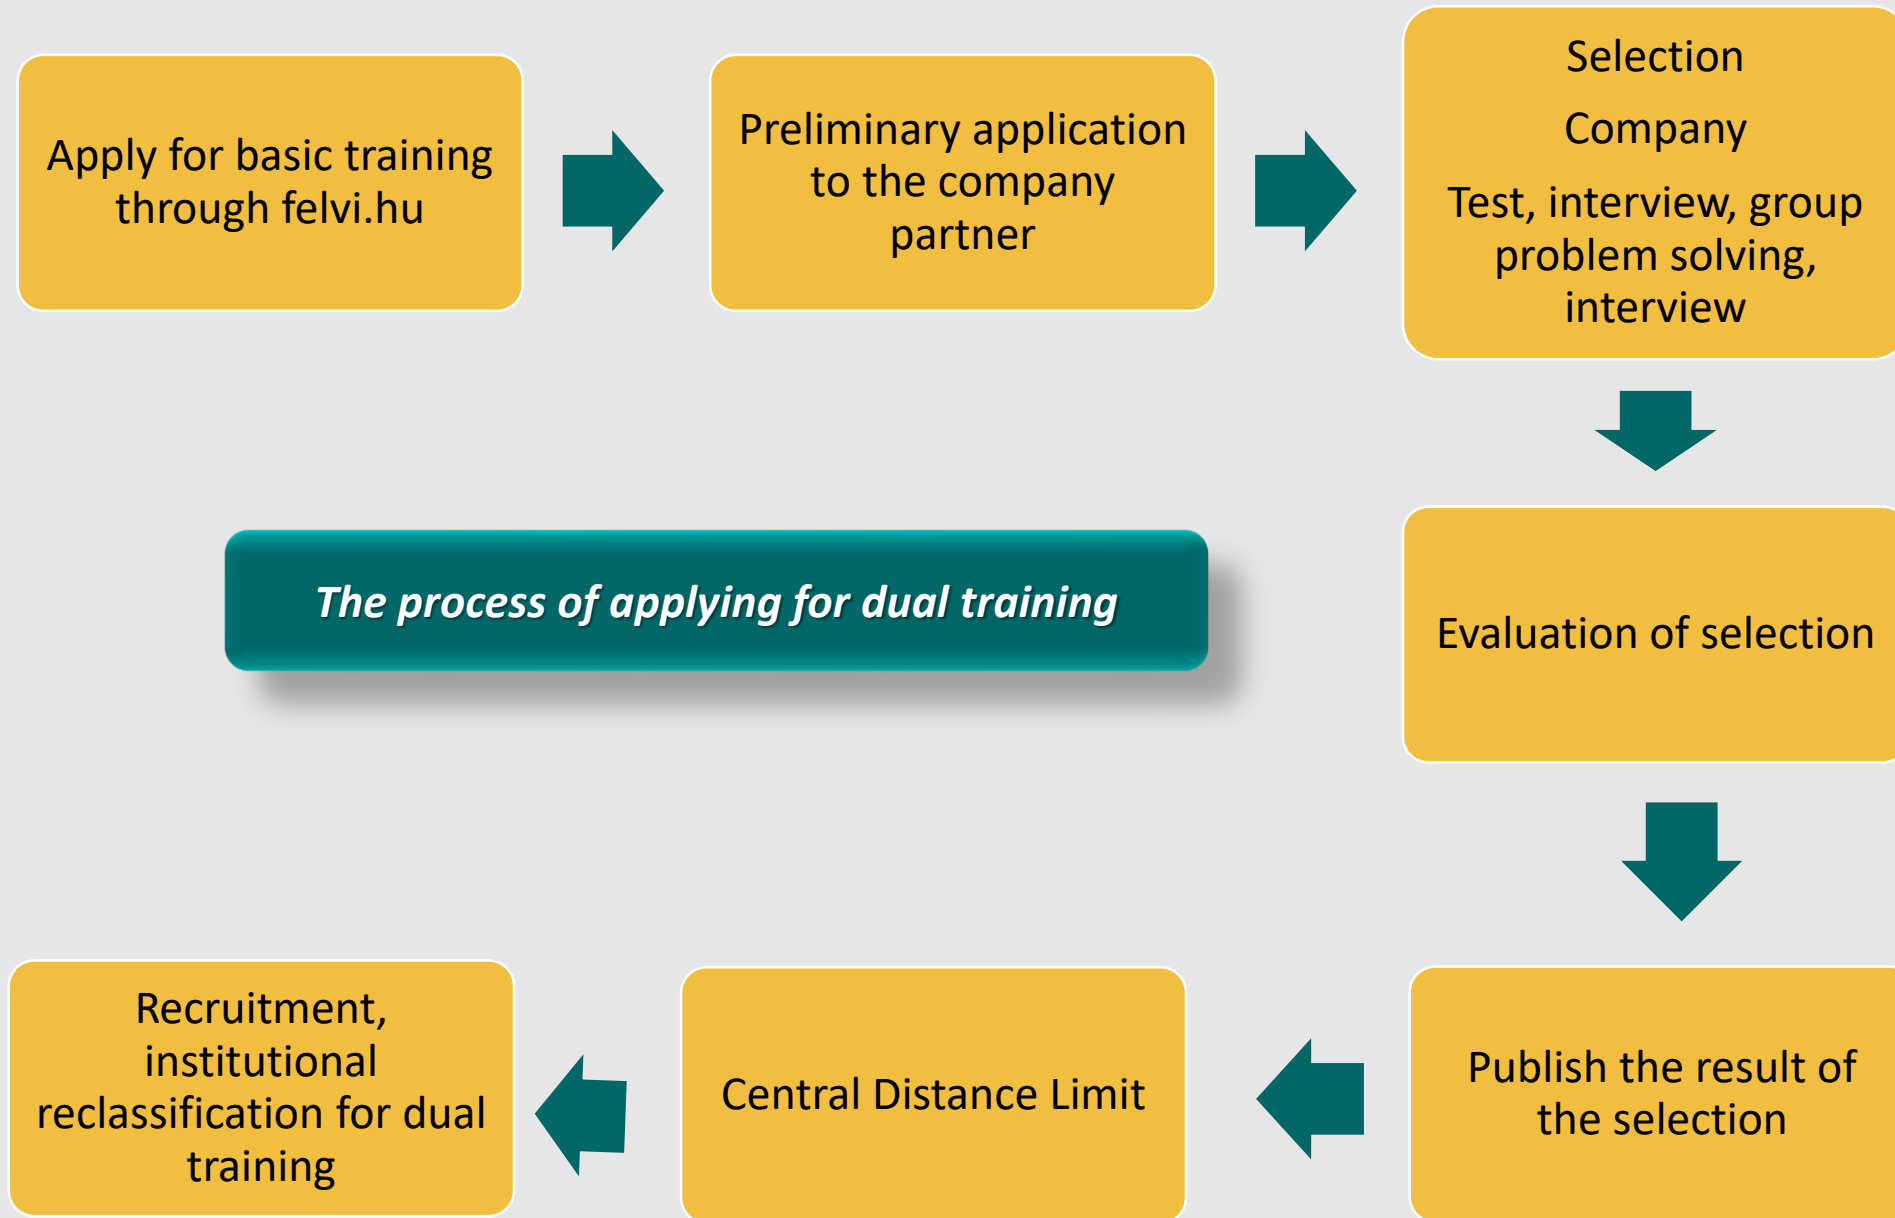 Apply for basic training
through felvi.hu
Preliminary application
to the company
partner
Selection
Company
Test, interview, group
problem solving,
interview
The process of applying for dual training
Evaluation of selection
Recruitment,
institutional
reclassification for dual
training
Central Distance Limit
Publish the result of
the selection